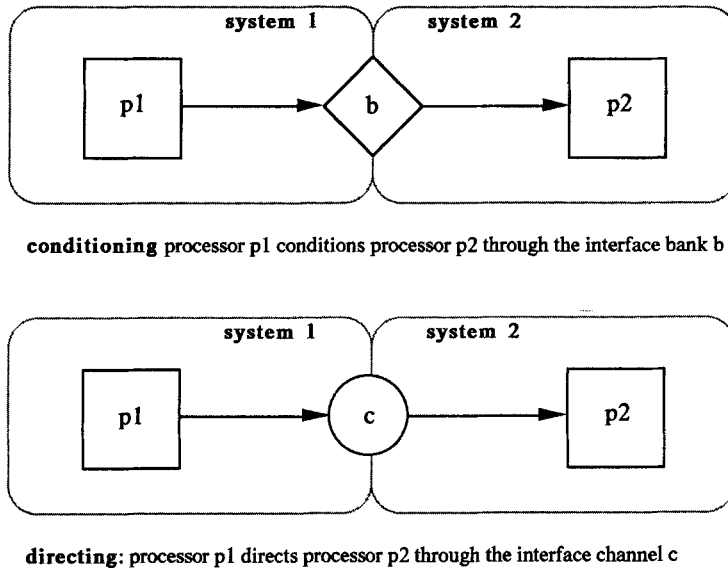 system 1 system 2
p1 b p2
conditioning processor p1 conditions processor p2 through the interface bank b
system 1 system 2
p1 c p2
directing: processor p1 directs processor p2 through the interface channel c